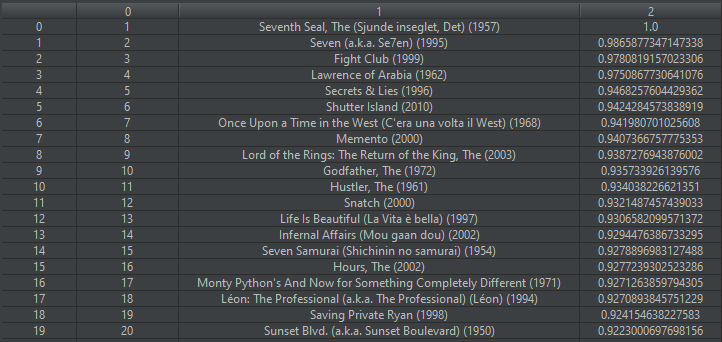 0 1 2
0 1 Seventh Seal, The (Sjunde inseglet, Det) (1957) 1.0
1 2 Seven (a.k.a. Se7en) (1995) 0.9865877347147338
2 3 Fight Club (1999) 0.9780819157023306
3 4 Lawrence of Arabia (1962) 0.9750867730641076
4 5 Secrets & Lies (1996) 0.9468257604429362
5 6 Shutter Island (2010) 0.9424284573838919
6 7 Once Upon a Time in the West (C'era una volta il West) (1968) 0.941980701025608
7 8 Memento (2000) 0.9407366757775353
8 9 Lord of the Rings: The Return of the King, The (2003) 0.9387276943876002
9 10 Godfather, The (1972) 0.935733926139576
10 11 Hustler, The (1961) 0.934038226621351
11 12 Snatch (2000) 0.9321487457439033
12 13 Life Is Beautiful (La Vita è bella) (1997) 0.9306582099571372
13 14 Infernal Affairs (Mou gaan dou) (2002) 0.9294476386733295
14 15 Seven Samurai (Shichinin no samurai) (1954) 0.9278896983127488
15 16 Hours, The (2002) 0.9277239302523286
16 17 Monty Python's And Now for Something Completely Different (1971) 0.9271263859794305
17 18 Léon: The Professional (a.k.a. The Professional) (Léon) (1994) 0.9270893845751229
18 19 Saving Private Ryan (1998) 0.924154638227583
19 20 Sunset Blvd. (a.k.a. Sunset Boulevard) (1950) 0.9223000697698156